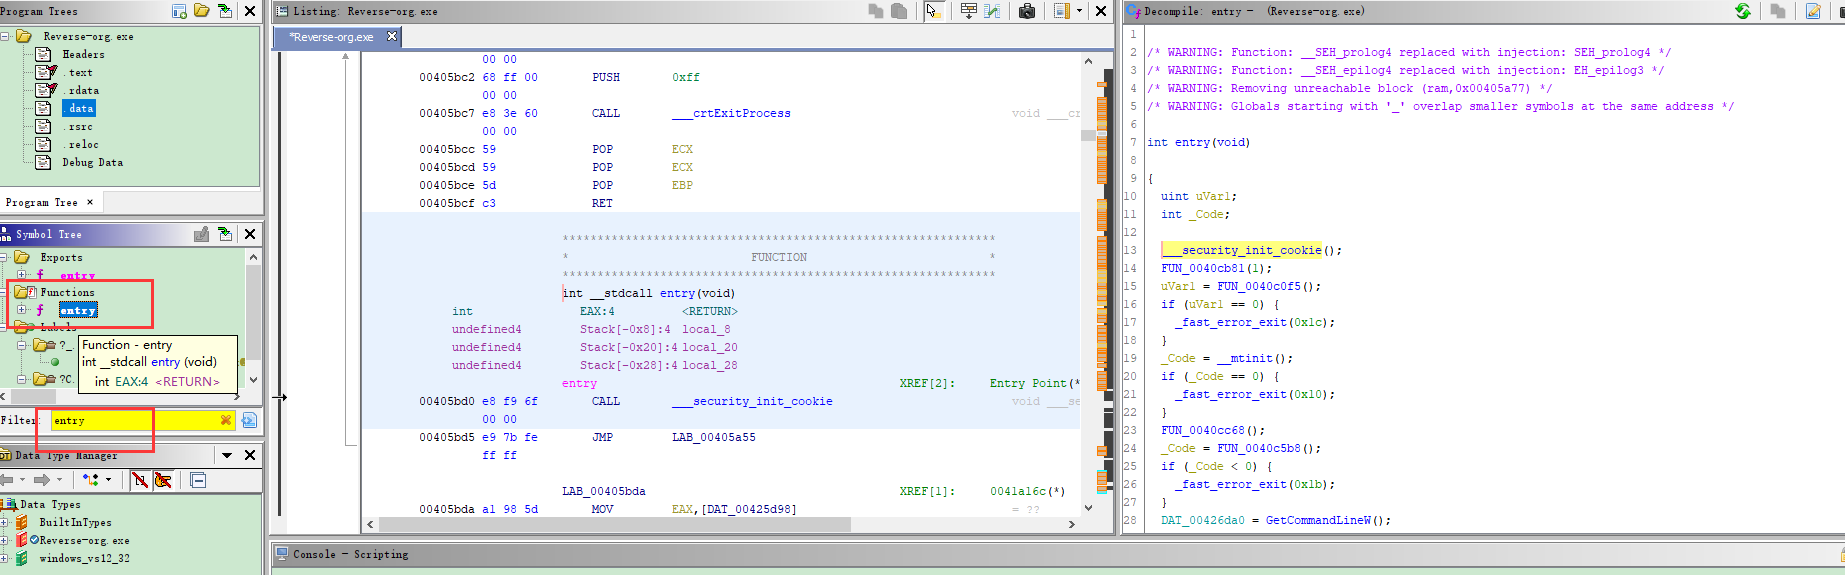 Program Trees
Reverse-org.exe
Headers
.text
.rdata
.data
.rsrc
.reloc
Debug Data
Program Tree ×
Symbol Tree
Exports
f entry
Functions
f entry
Labels
?_
?C.
Function - entry
int __stdcall entry (void)
int EAX:4 <RETURN>
Filter: entry
Data Type Manager
Data Types
BuiltInTypes
Reverse-org.exe
windows_vs12_32
Listing: Reverse-org.exe
*Reverse-org.exe
00 00
00405bc2 68 ff 00 PUSH 0xff
00 00
00405bc7 e8 3e 60 CALL ___crtExitProcess void ___cr
00 00
00405bcc 59 POP ECX
00405bcd 59 POP ECX
00405bce 5d POP EBP
00405bcf c3 RET
**************************************************************
* FUNCTION *
**************************************************************
int __stdcall entry(void)
int EAX:4 <RETURN>
undefined4 Stack[-0x8]:4 local_8
undefined4 Stack[-0x20]:4 local_20
undefined4 Stack[-0x28]:4 local_28
entry XREF[2]: Entry Point(*
00405bd0 e8 f9 6f CALL ___security_init_cookie void ___se
00 00
00405bd5 e9 7b fe JMP LAB_00405a55
ff ff
LAB_00405bda XREF[1]: 0041a16c(*)
00405bda a1 98 5d MOV EAX,[DAT_00425d98] = ??
Console - Scripting
Decompile: entry - (Reverse-org.exe)
1
2 /* WARNING: Function: __SEH_prolog4 replaced with injection: SEH_prolog4 */
3 /* WARNING: Function: __SEH_epilog4 replaced with injection: EH_epilog3 */
4 /* WARNING: Removing unreachable block (ram,0x00405a77) */
5 /* WARNING: Globals starting with '_' overlap smaller symbols at the same address */
6
7 int entry(void)
8
9 {
10 uint uVar1;
11 int _Code;
12
13 ___security_init_cookie();
14 FUN_0040cb81(1);
15 uVar1 = FUN_0040c0f5();
16 if (uVar1 == 0) {
17 _fast_error_exit(0x1c);
18 }
19 _Code = __mtinit();
20 if (_Code == 0) {
21 _fast_error_exit(0x10);
22 }
23 FUN_0040cc68();
24 _Code = FUN_0040c5b8();
25 if (_Code < 0) {
26 _fast_error_exit(0x1b);
27 }
28 DAT_00426da0 = GetCommandLineW();